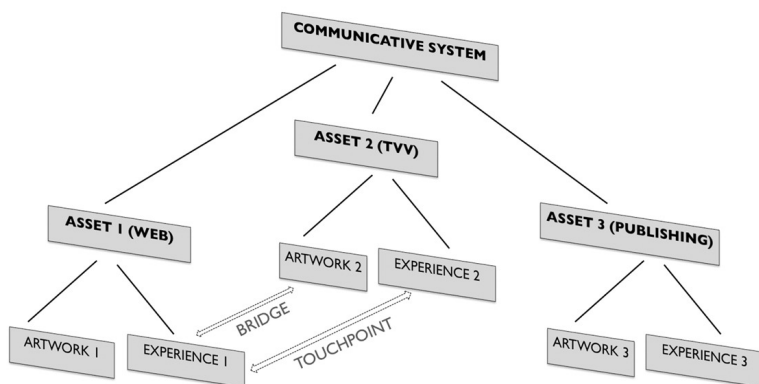 COMMUNICATIVE SYSTEM
ASSET 2 (TVV)
ASSET 1 (WEB)
ASSET 3 (PUBLISHING)
ARTWORK 2
EXPERIENCE 2
BRIDGE
TOUCHPOINT
ARTWORK 1
EXPERIENCE 1
ARTWORK 3
EXPERIENCE 3